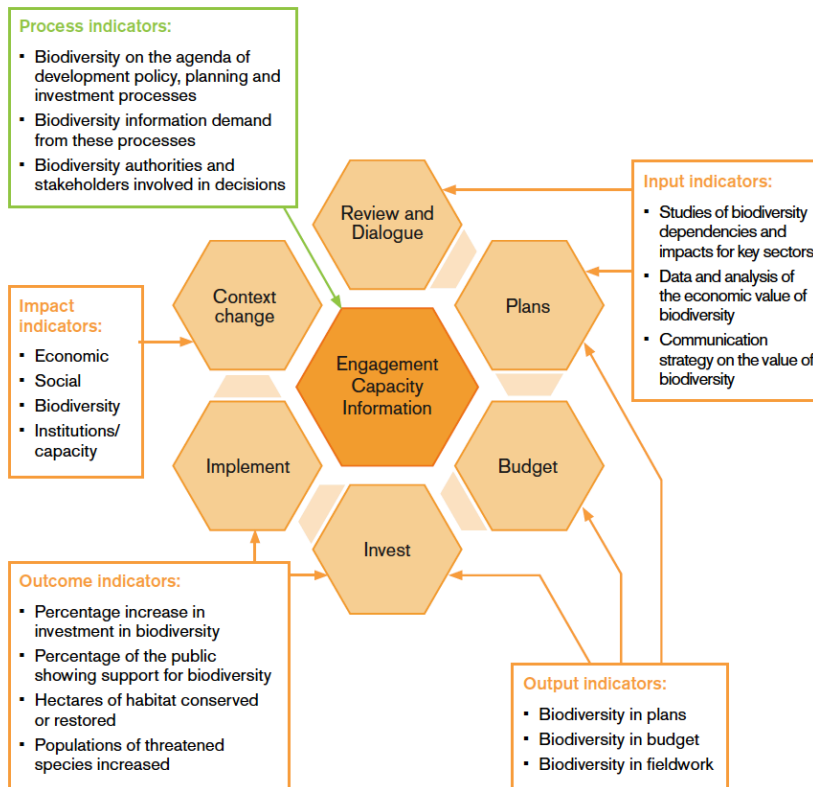 Process indicators:
▪ Biodiversity on the agenda of
development policy, planning and
investment processes
▪ Biodiversity information demand
from these processes
▪ Biodiversity authorities and
stakeholders involved in decisions
Review and
Dialogue
Input indicators:
▪ Studies of biodiversity
dependencies and
impacts for key sectors
▪ Data and analysis of
the economic value of
biodiversity
▪ Communication
strategy on the value of
biodiversity
Context
change
Plans
Impact
indicators:
▪ Economic
▪ Social
▪ Biodiversity
▪ Institutions/
capacity
Engagement
Capacity
Information
Implement
Budget
Invest
Outcome indicators:
▪ Percentage increase in
investment in biodiversity
▪ Percentage of the public
showing support for biodiversity
▪ Hectares of habitat conserved
or restored
▪ Populations of threatened
species increased
Output indicators:
▪ Biodiversity in plans
▪ Biodiversity in budget
▪ Biodiversity in fieldwork